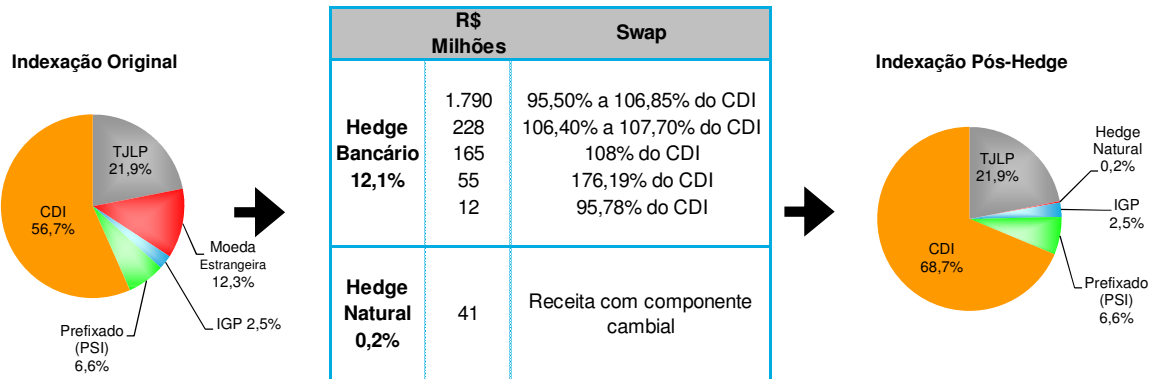 Indexação Original
TJLP
21,9%
CDI
56,7%
Moeda
Estrangeira
12,3%
IGP 2,5%
Prefixado
(PSI)
6,6%
R$
Milhões
Swap
Hedge
Bancário
12,1%
1.790
95,50% a 106,85% do CDI
228
106,40% a 107,70% do CDI
165
108% do CDI
55
176,19% do CDI
12
95,78% do CDI
Hedge
Natural
0,2%
41
Receita com componente
cambial
Indexação Pós-Hedge
TJLP
21,9%
Hedge
Natural
0,2%
IGP
2,5%
CDI
68,7%
Prefixado
(PSI)
6,6%